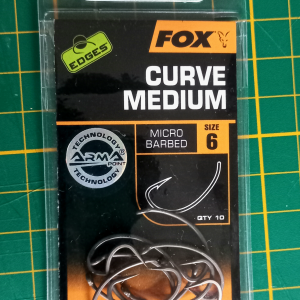 EDGES
FOX
CURVE
MEDIUM
MICRO
BARBED
SIZE
6
TECHNOLOGY
ARMA
POINT
TECHNOLOGY
QTY 10